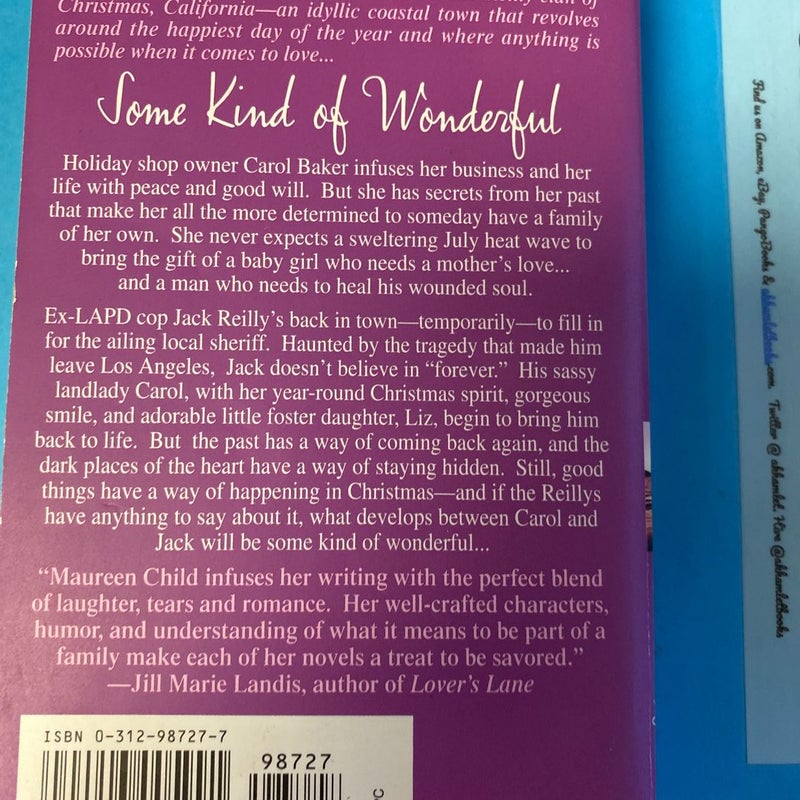 Christmas, California—an idyllic coastal town that revolves
around the happiest day of the year and where anything is
possible when it comes to love...
Some Kind of Wonderful
Holiday shop owner Carol Baker infuses her business and her
life with peace and good will. But she has secrets from her past
that make her all the more determined to someday have a family
of her own. She never expects a sweltering July heat wave to
bring the gift of a baby girl who needs a mother's love...
and a man who needs to heal his wounded soul.
Ex-LAPD cop Jack Reilly's back in town—temporarily—to fill in
for the ailing local sheriff. Haunted by the tragedy that made him
leave Los Angeles, Jack doesn't believe in “forever.” His sassy
landlady Carol, with her year-round Christmas spirit, gorgeous
smile, and adorable little foster daughter, Liz, begin to bring him
back to life. But the past has a way of coming back again, and the
dark places of the heart have a way of staying hidden. Still, good
things have a way of happening in Christmas—and if the Reillys
have anything to say about it, what develops between Carol and
Jack will be some kind of wonderful...
“Maureen Child infuses her writing with the perfect blend
of laughter, tears and romance. Her well-crafted characters,
humor, and understanding of what it means to be part of a
family make each of her novels a treat to be savored.”
—Jill Marie Landis, author of Lover's Lane
ISBN 0-312-98727-7
98727
Find us on Amazon, eBay, PangoBooks & .com. Twitter @ Hive